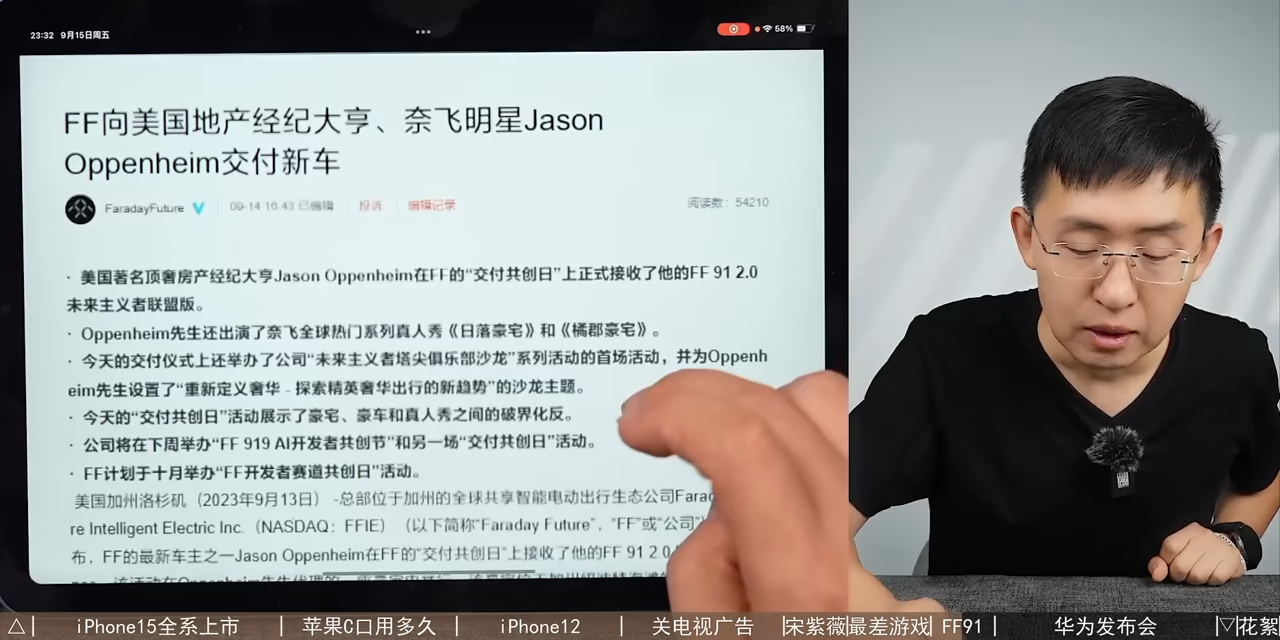 23:32 9月15日周五
58%
FF向美国地产经纪大亨、奈飞明星Jason
Oppenheim交付新车
FaradayFuture
09-14 16:43 已编辑
投诉
编辑记录
阅读数：54210
· 美国著名顶奢房产经纪大亨Jason Oppenheim在FF的“交付共创日”上正式接收了他的FF 91 2.0
未来主义者联盟版。
· Oppenheim先生还出演了奈飞全球热门系列真人秀《日落豪宅》和《橘郡豪宅》。
· 今天的交付仪式上还举办了公司“未来主义者塔尖俱乐部沙龙”系列活动的首场活动，并为Oppenh
eim先生设置了“重新定义奢华 - 探索精英奢华出行的新趋势”的沙龙主题。
· 今天的“交付共创日”活动展示了豪宅、豪车和真人秀之间的破界化反。
· 公司将在下周举办“FF 919 AI开发者共创节”和另一场“交付共创日”活动。
· FF计划于十月举办“FF开发者赛道共创日”活动。
美国加州洛杉矶（2023年9月13日） -总部位于加州的全球共享智能电动出行生态公司Farad
re Intelligent Electric Inc.（NASDAQ：FFIE）（以下简称“Faraday Future”，“FF”或“公司”）
布，FF的最新车主之一Jason Oppenheim在FF的“交付共创日”上接收了他的FF 91 2.0
△| iPhone15全系上市 | 苹果C口用多久 | iPhone12 | 关电视广告 |宋紫薇|最差游戏| FF91 | 华为发布会 |▽花絮